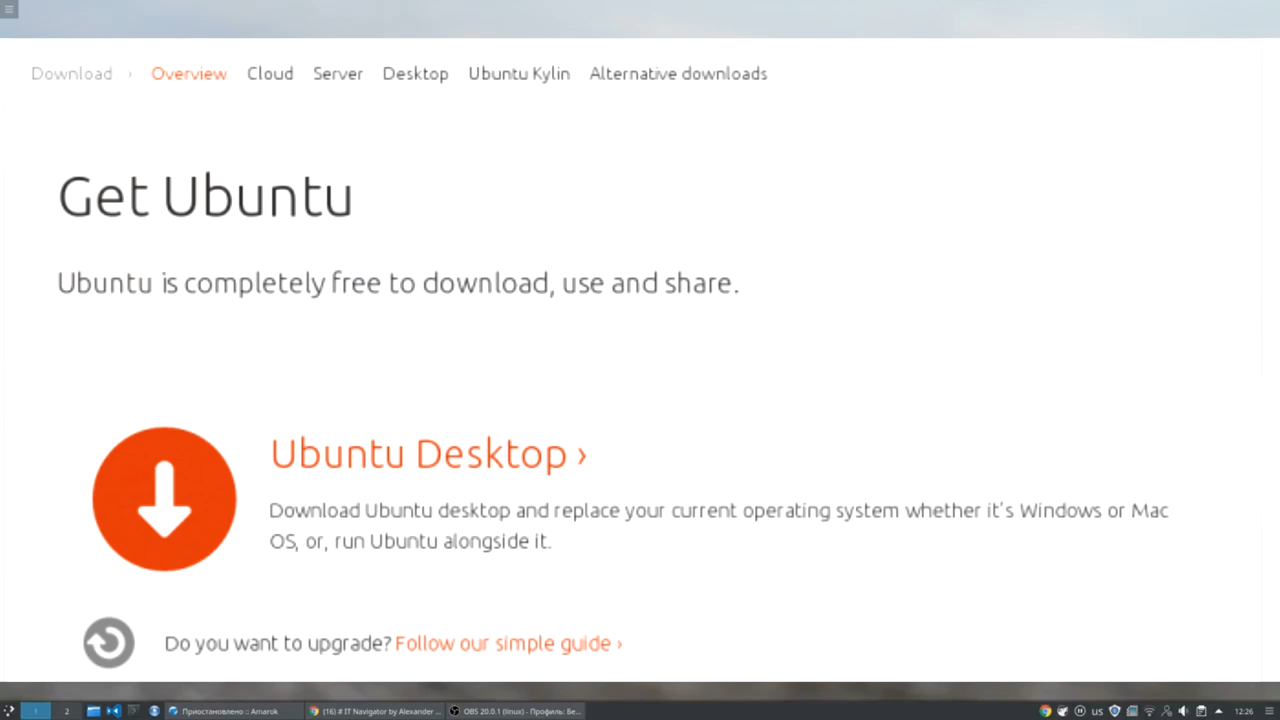 Download › Overview Cloud Server Desktop Ubuntu Kylin Alternative downloads
Get Ubuntu
Ubuntu is completely free to download, use and share.
Ubuntu Desktop ›
Download Ubuntu desktop and replace your current operating system whether it's Windows or Mac
OS, or, run Ubuntu alongside it.
Do you want to upgrade? Follow our simple guide ›
1 2 Приостановлено :: Amarok (16) # IT Navigator by Alexander ... OBS 20.0.1 (linux) - Профиль: Бе... US 12:26